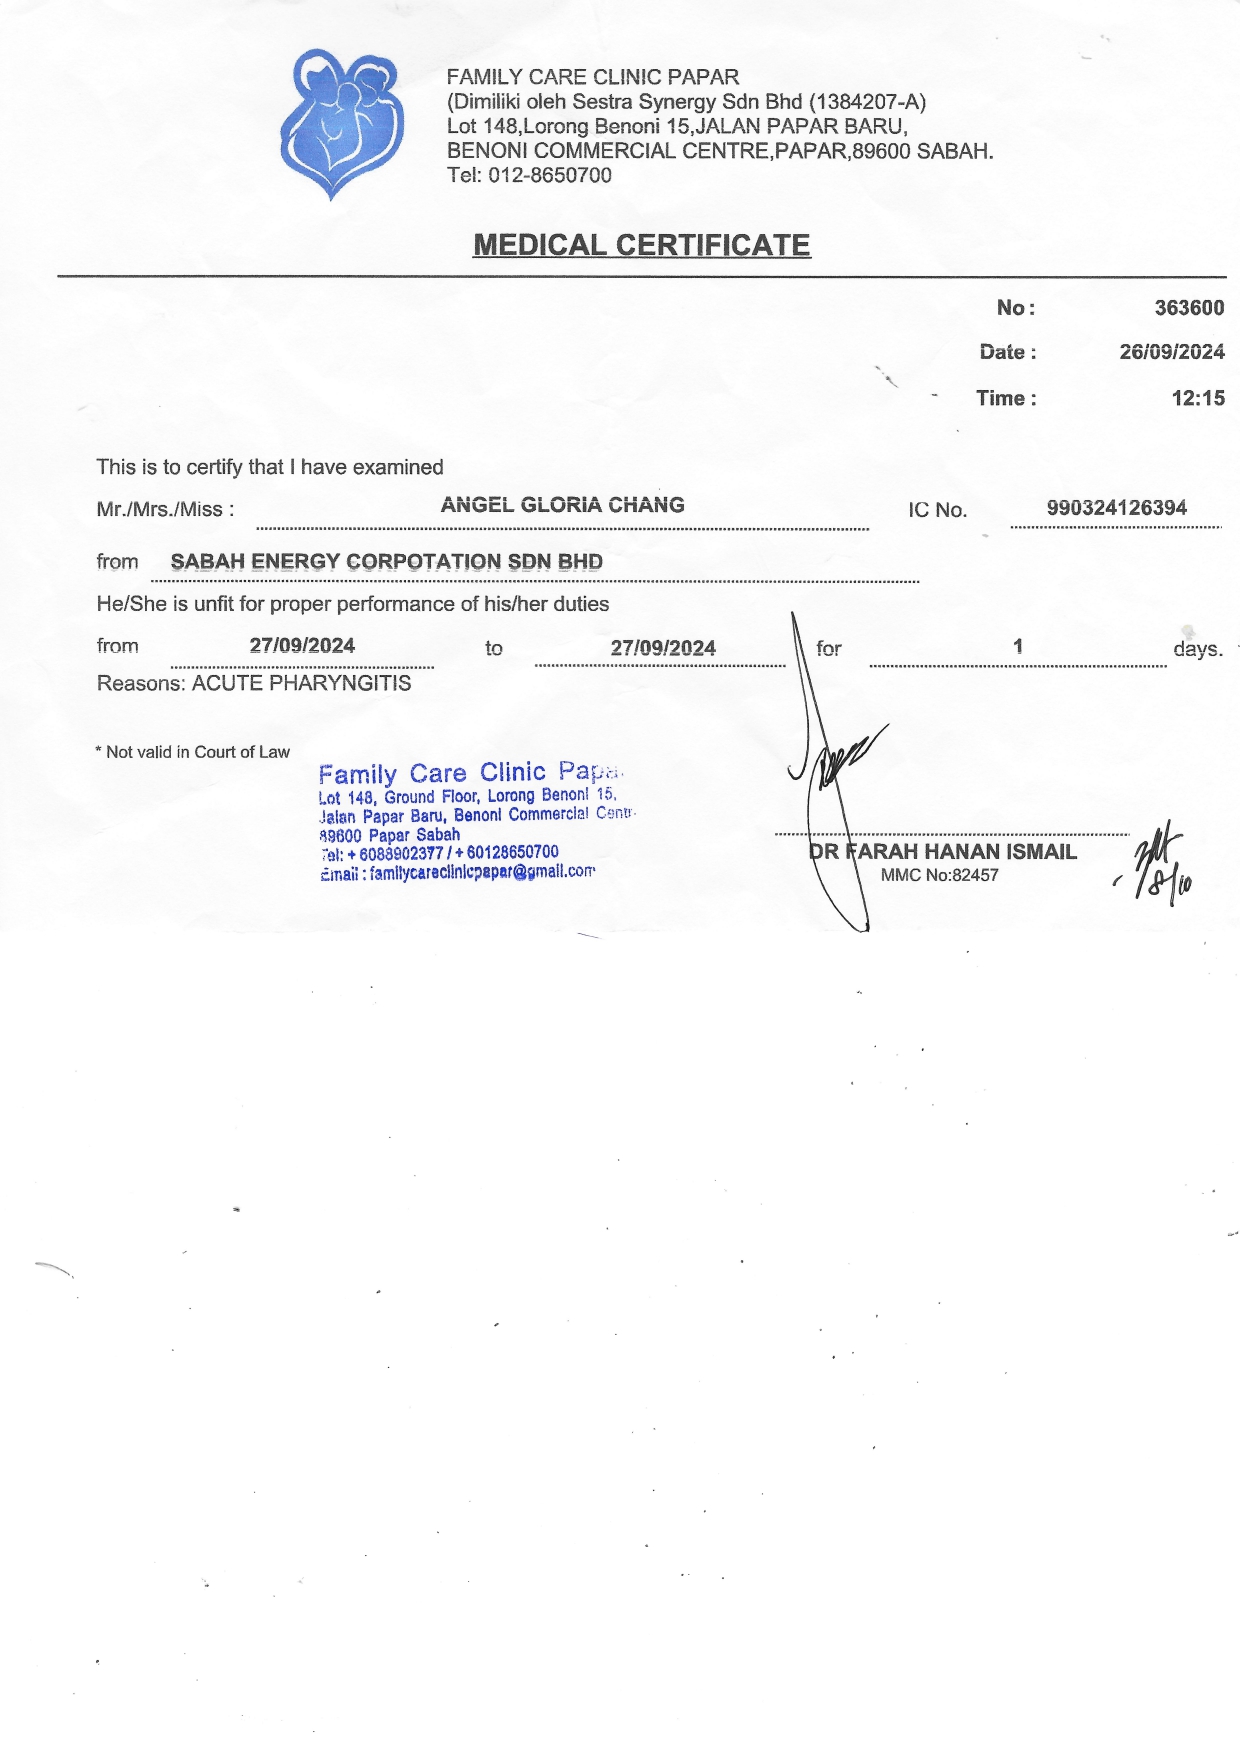 FAMILY CARE CLINIC PAPAR
(Dimiliki oleh Sestra Synergy Sdn Bhd (1384207-A)
Lot 148,Lorong Benoni 15,JALAN PAPAR BARU,
BENONI COMMERCIAL CENTRE,PAPAR,89600 SABAH.
Tel: 012-8650700
MEDICAL CERTIFICATE
No : 363600
Date : 26/09/2024
Time : 12:15
This is to certify that I have examined
Mr./Mrs./Miss : ANGEL GLORIA CHANG IC No. 990324126394
from SABAH ENERGY CORPOTATION SDN BHD
He/She is unfit for proper performance of his/her duties
from 27/09/2024 to 27/09/2024 for 1 days.
Reasons: ACUTE PHARYNGITIS
* Not valid in Court of Law
Family Care Clinic Papa
Lot 148, Ground Floor, Lorong Benoni 15,
Jalan Papar Baru, Benoni Commercial Centr
89600 Papar Sabah
Tel: + 6088902377 / + 60128650700
Email : familycareclinicpapar@gmail.com
DR FARAH HANAN ISMAIL
MMC No:82457
8/10